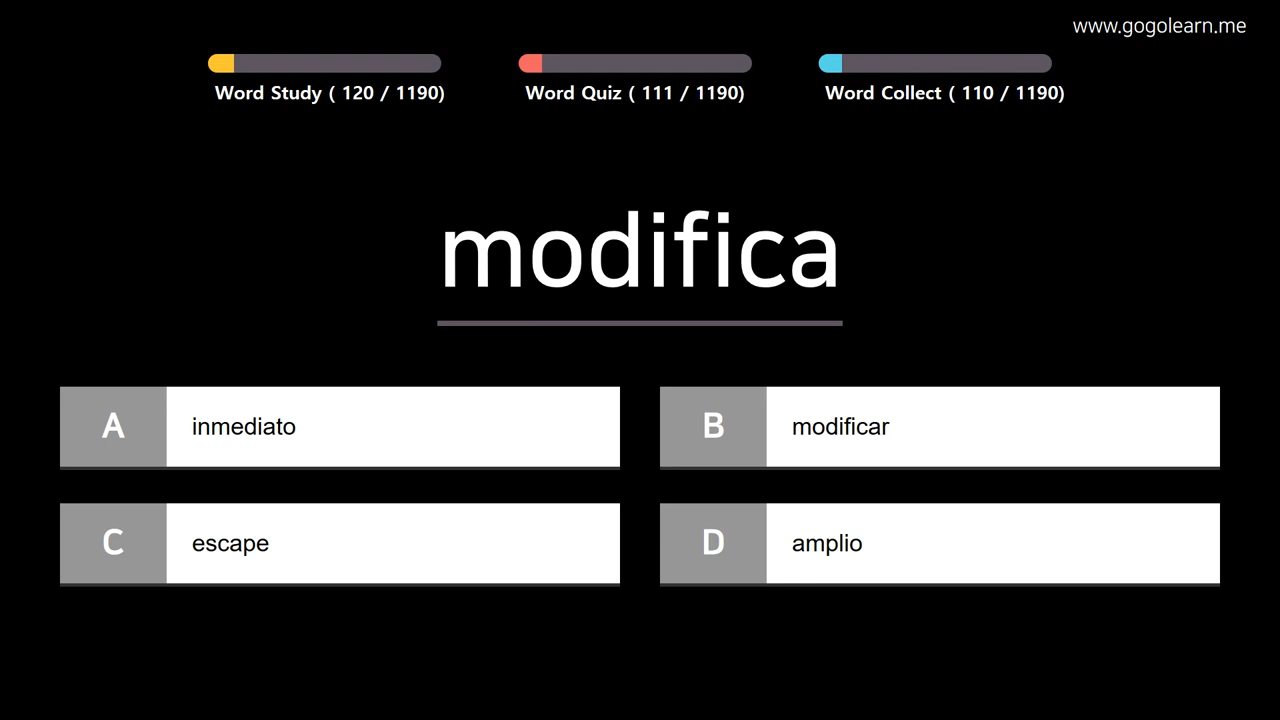 www.gogolearn.me
Word Study ( 120 / 1190)
Word Quiz ( 111 / 1190)
Word Collect ( 110 / 1190)
modifica
A inmediato
B modificar
C escape
D amplio